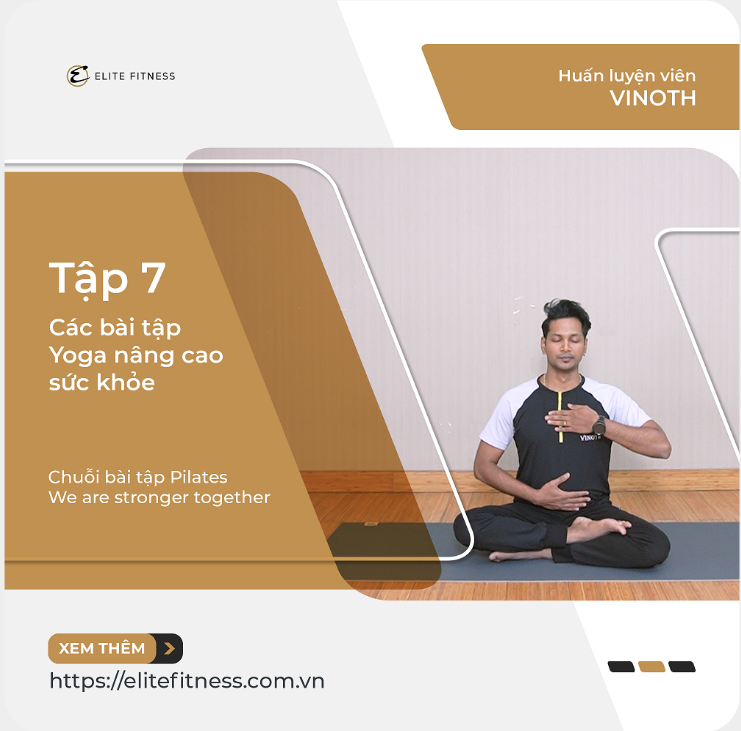 ELITE FITNESS
Huấn luyện viên
VINOTH
Tập 7
Các bài tập
Yoga nâng cao
sức khỏe
Chuỗi bài tập Pilates
We are stronger together
VINOTH
XEM THÊM
https://elitefitness.com.vn